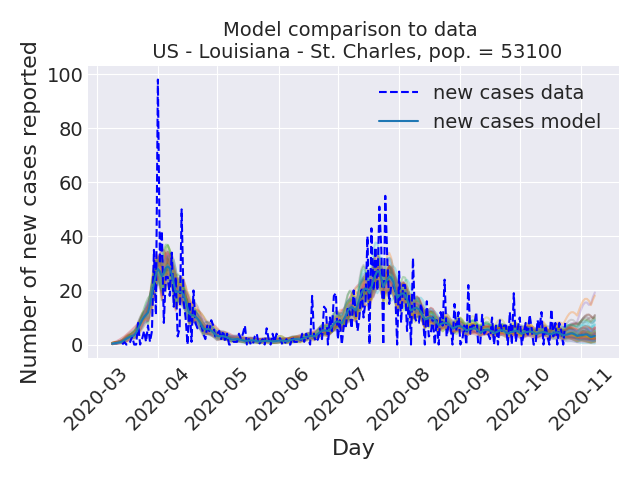 Model comparison to data
US - Louisiana - St. Charles, pop. = 53100
Number of new cases reported
100
80
60
40
20
0
new cases data
new cases model
2020-03
2020-04
2020-05
2020-06
2020-07
2020-08
2020-09
2020-10
2020-11
Day